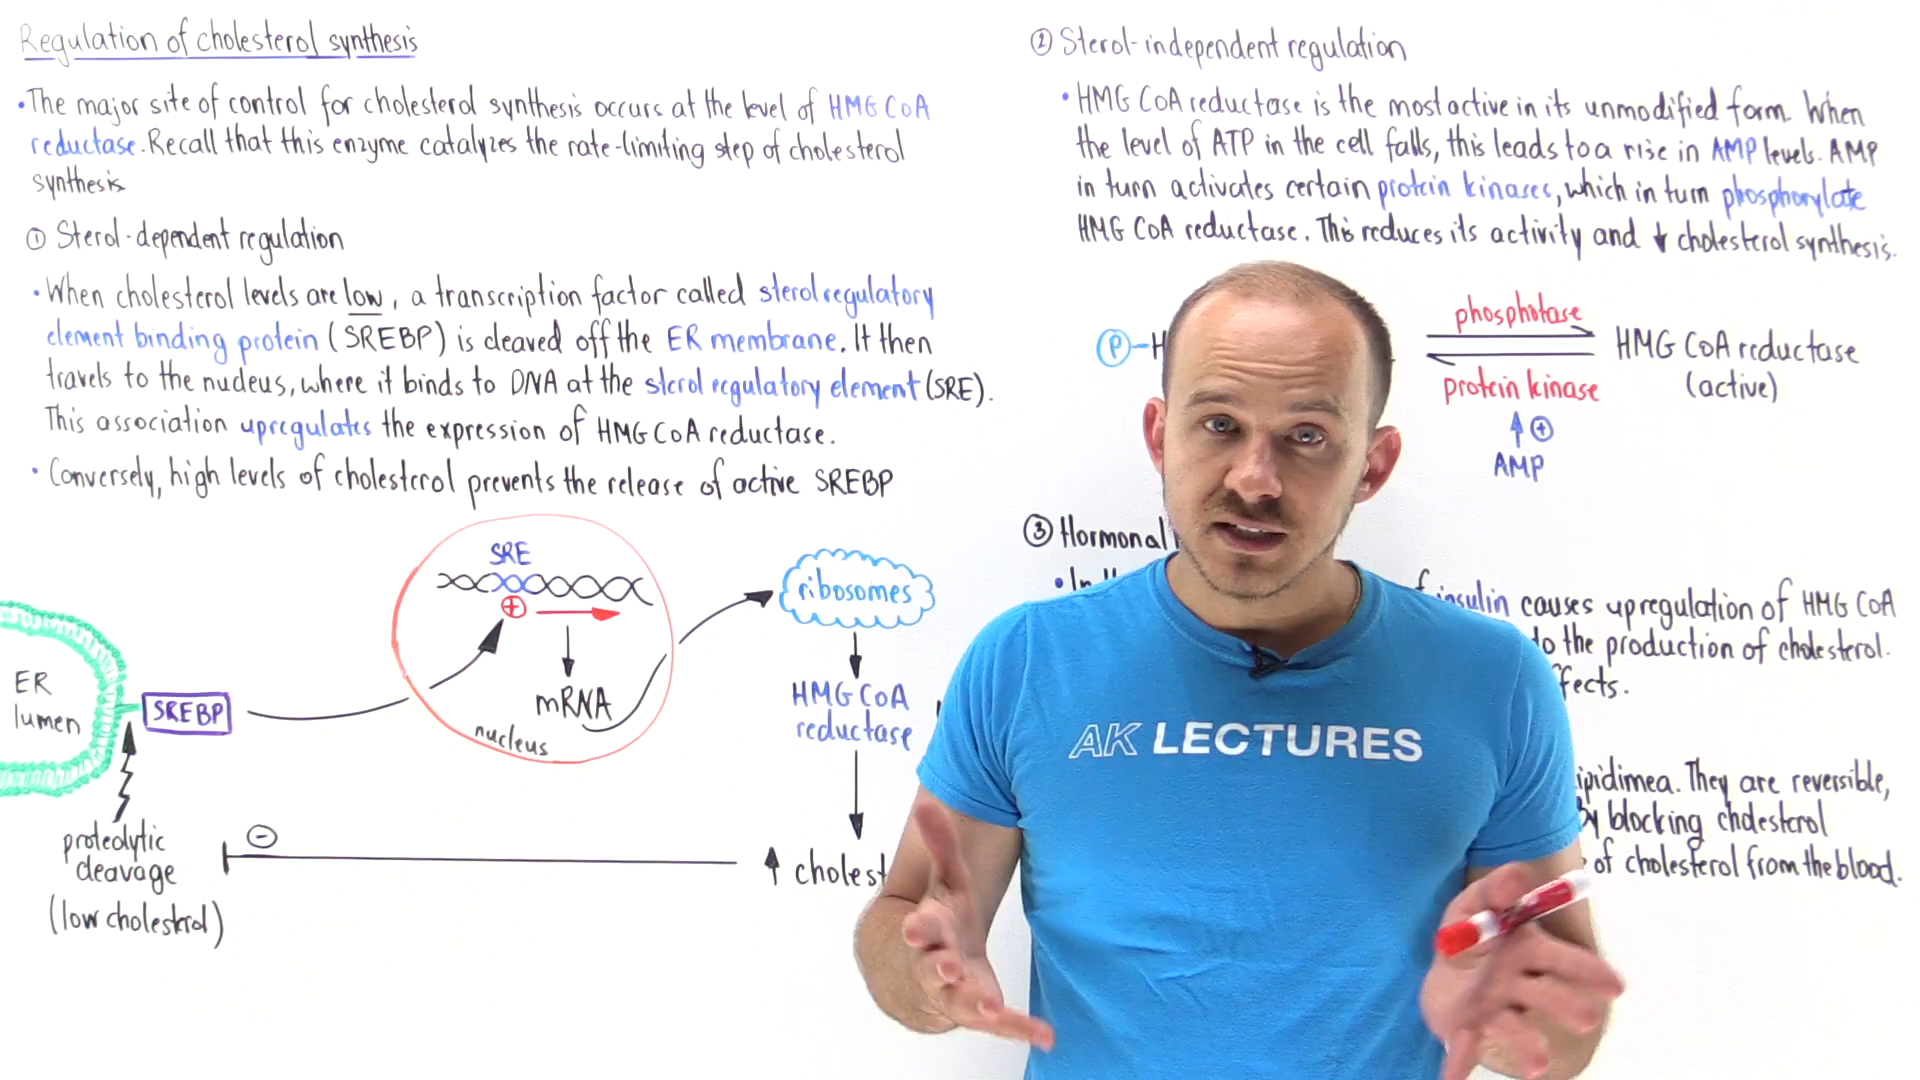 Regulation of cholesterol synthesis
• The major site of control for cholesterol synthesis occurs at the level of HMG CoA
reductase. Recall that this enzyme catalyzes the rate-limiting step of cholesterol
synthesis
① Sterol-dependent regulation
• When cholesterol levels are low, a transcription factor called sterol regulatory
element binding protein (SREBP) is cleaved off the ER membrane. It then
travels to the nucleus, where it binds to DNA at the sterol regulatory element (SRE).
This association upregulates the expression of HMG CoA reductase.
• Conversely, high levels of cholesterol prevents the release of active SREBP
SRE
+
mRNA
nucleus
ribosomes
HMG CoA
reductase
↑ cholest
ER
lumen
SREBP
proteolytic
cleavage
(low cholesterol)
−
② Sterol-independent regulation
• HMG CoA reductase is the most active in its unmodified form. When
the level of ATP in the cell falls, this leads to a rise in AMP levels. AMP
in turn activates certain protein kinases, which in turn phosphorylate
HMG CoA reductase. This reduces its activity and ↓ cholesterol synthesis.
P-H
phosphotase
protein kinase
+
AMP
HMG CoA reductase
(active)
③ Hormonal
• In
insulin causes upregulation of HMG CoA
to the production of cholesterol.
ffects.
ipidimea. They are reversible,
by blocking cholesterol
of cholesterol from the blood.
AK LECTURES